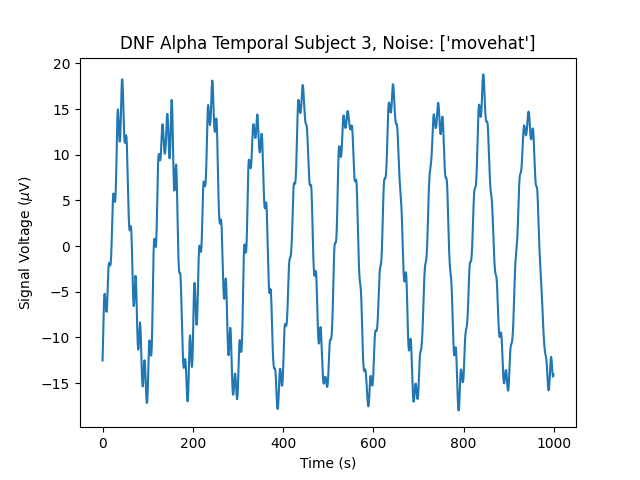 DNF Alpha Temporal Subject 3, Noise: ['movehat']
Signal Voltage (μV)
20
15
10
5
0
−5
−10
−15
0 200 400 600 800 1000
Time (s)